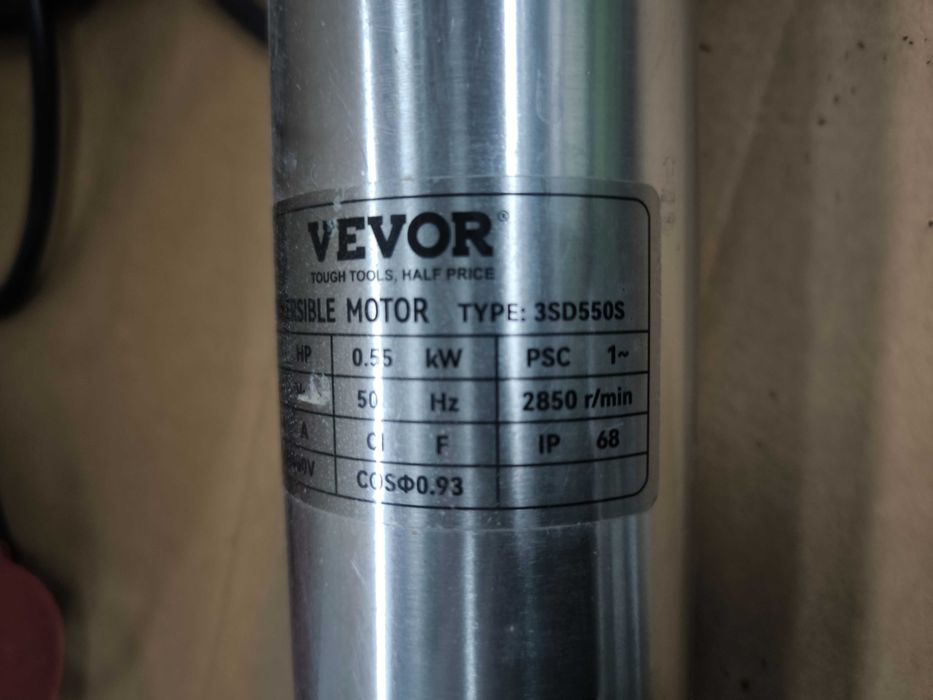 VEVOR®
TOUGH TOOLS, HALF PRICE
ERSIBLE MOTOR TYPE: 3SD550S
HP 0.55 kW PSC 1~
50 Hz 2850 r/min
A Cl F IP 68
V COSΦ0.93